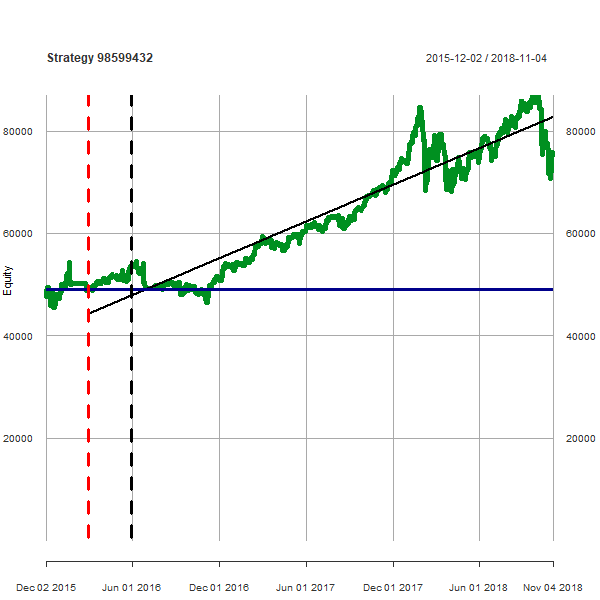 Strategy 98599432
2015-12-02 / 2018-11-04
80000 80000
60000 60000
Equity
40000 40000
20000 20000
Dec 02 2015 Jun 01 2016 Dec 01 2016 Jun 01 2017 Dec 01 2017 Jun 01 2018 Nov 04 2018